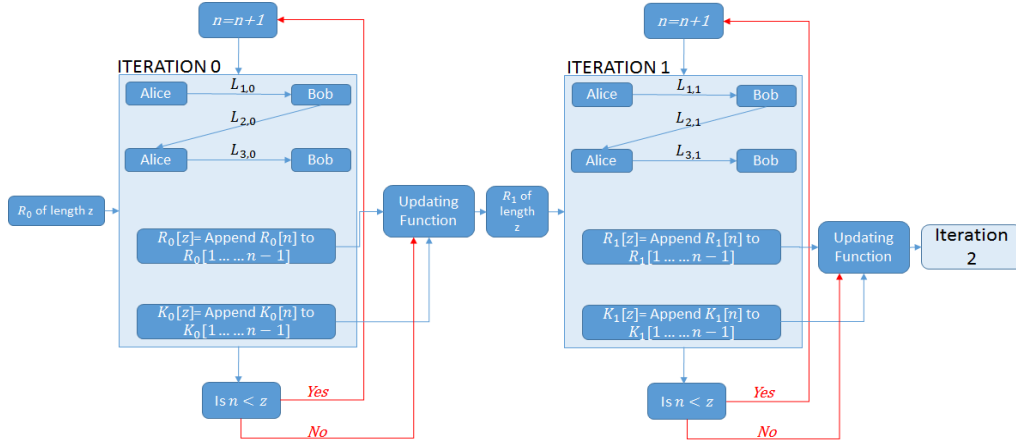 n=n+1
ITERATION 0
Alice
L₁,₀
Bob
L₂,₀
Alice
L₃,₀
Bob
R₀ of length z
R₀[z]= Append R₀[n] to
R₀[1 … … n − 1]
K₀[z]= Append K₀[n] to
K₀[1 … … n − 1]
Updating
Function
Is n < z
Yes
No
R₁ of
length
z
n=n+1
ITERATION 1
Alice
L₁,₁
Bob
L₂,₁
Alice
L₃,₁
Bob
R₁[z]= Append R₁[n] to
R₁[1 … … n − 1]
K₁[z]= Append K₁[n] to
K₁[1 … … n − 1]
Updating
Function
Is n < z
Yes
No
Iteration
2